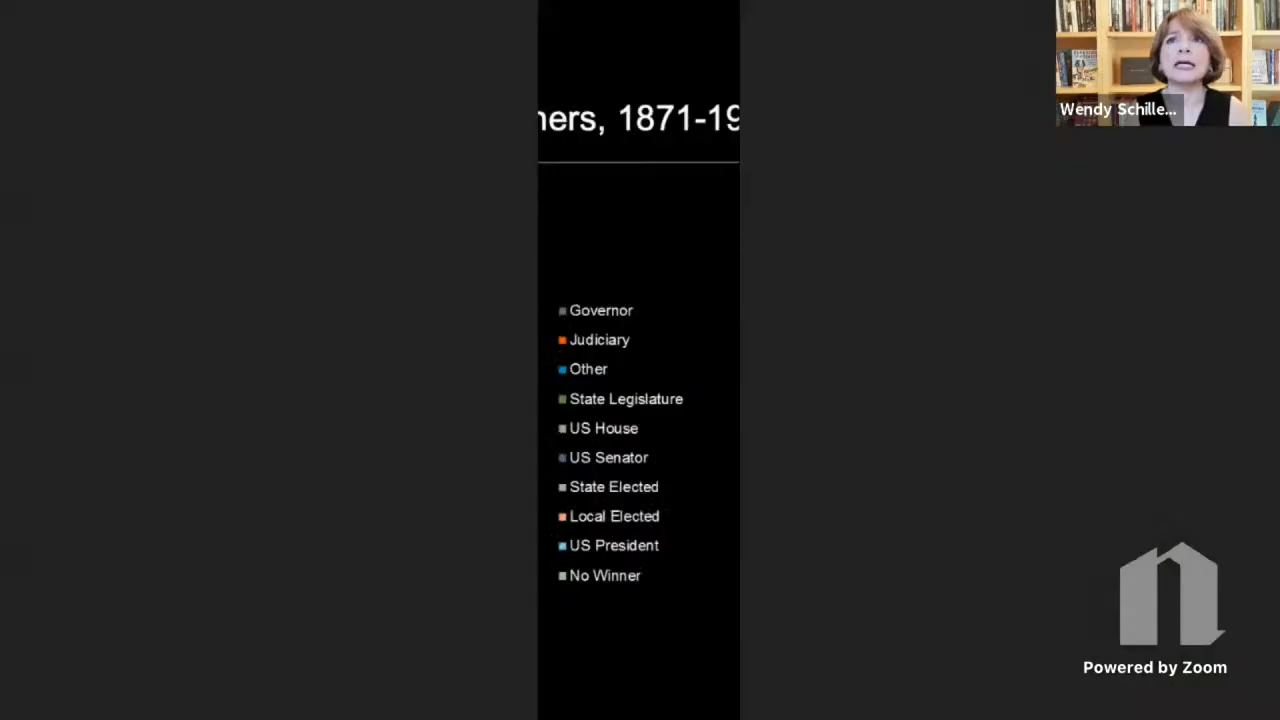 ners, 1871-19
Wendy Schille...
Governor
Judiciary
Other
State Legislature
US House
US Senator
State Elected
Local Elected
US President
No Winner
Powered by Zoom